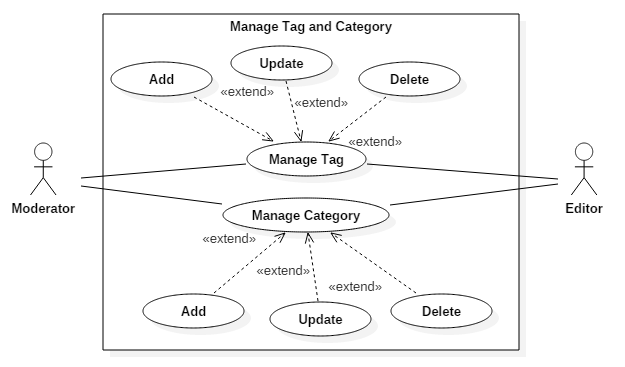 Manage Tag and Category
Add
Update
Delete
«extend»
«extend»
«extend»
Manage Tag
Moderator
Editor
Manage Category
«extend»
«extend»
«extend»
Add
Update
Delete